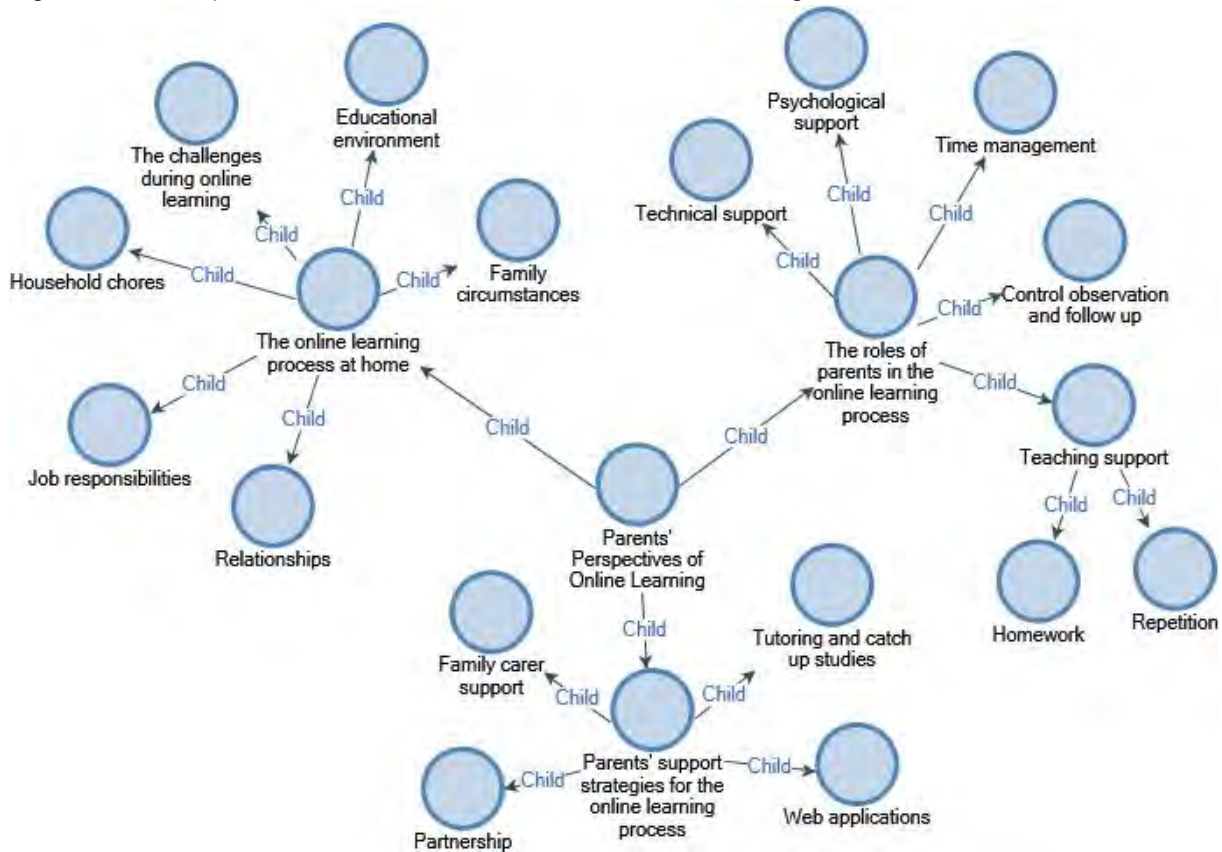 Educational
environment
The challenges
during online
learning
Child
Child
Household chores
Child
Child
Family
circumstances
The online learning
process at home
Child
Job responsibilities
Child
Relationships
Psychological
support
Time management
Technical support
Child
Child
Child
Control observation
and follow up
Child
The roles of
parents in the
online learning
process
Child
Teaching support
Child
Child
Homework
Repetition
Child
Child
Parents'
Perspectives of
Online Learning
Child
Family carer
support
Tutoring and catch
up studies
Child
Child
Parents' support
strategies for the
online learning
process
Child
Partnership
Child
Web applications